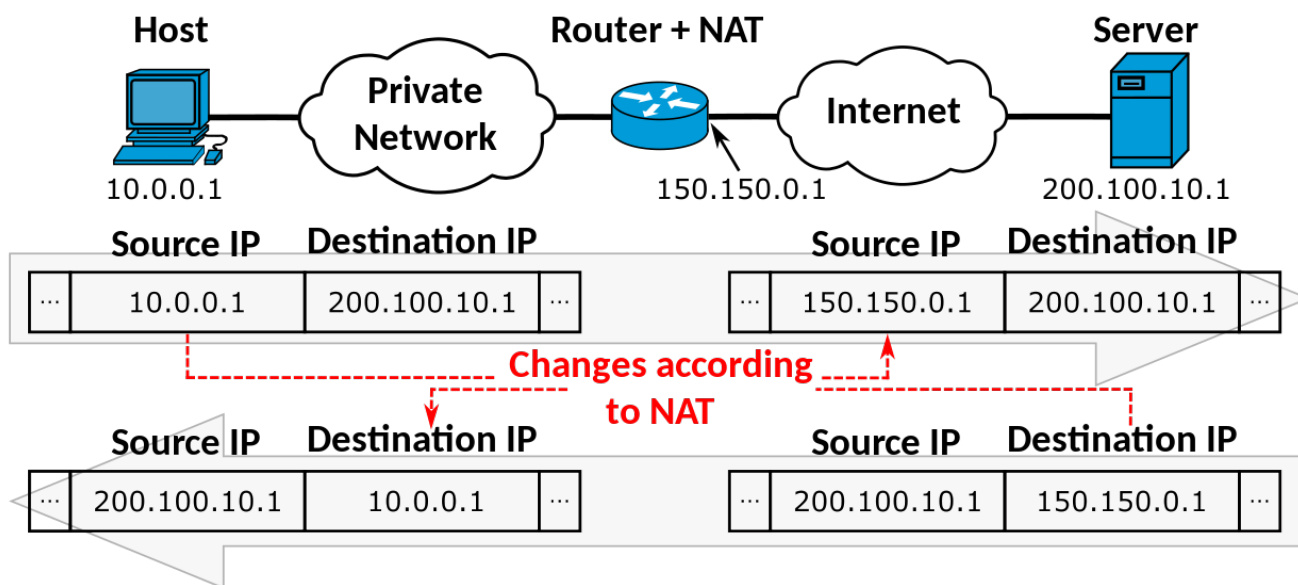 Host
Router + NAT
Server
Private
Network
Internet
10.0.0.1
150.150.0.1
200.100.10.1
Source IP
Destination IP
Source IP
Destination IP
...
10.0.0.1
200.100.10.1
...
...
150.150.0.1
200.100.10.1
...
Changes according
to NAT
Source IP
Destination IP
Source IP
Destination IP
...
200.100.10.1
10.0.0.1
...
...
200.100.10.1
150.150.0.1
...